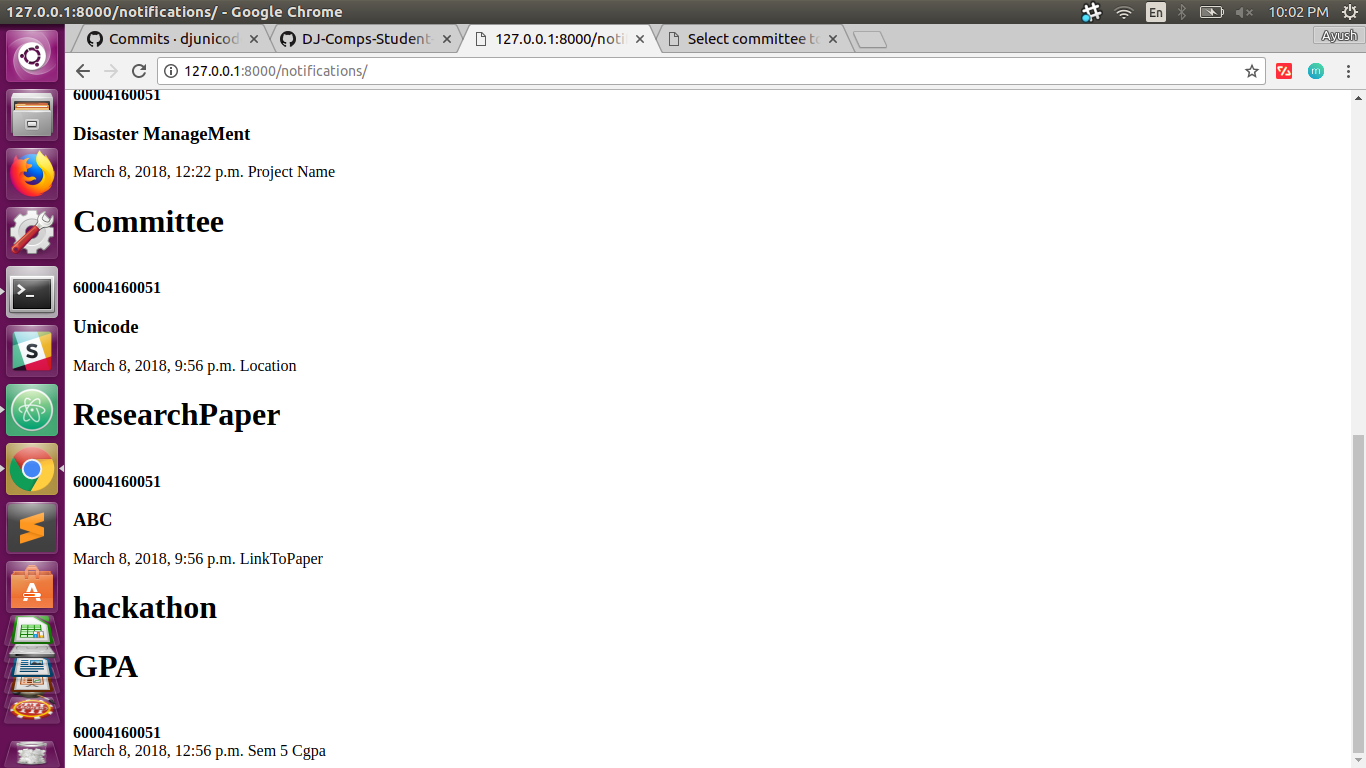 127.0.0.1:8000/notifications/ - Google Chrome
En
10:02 PM
Commits · djunicod
DJ-Comps-Student
127.0.0.1:8000/noti
Select committee to
Ayush
127.0.0.1:8000/notifications/
m
60004160051
Disaster ManageMent
March 8, 2018, 12:22 p.m. Project Name
Committee
60004160051
Unicode
March 8, 2018, 9:56 p.m. Location
ResearchPaper
60004160051
ABC
March 8, 2018, 9:56 p.m. LinkToPaper
hackathon
GPA
60004160051
March 8, 2018, 12:56 p.m. Sem 5 Cgpa